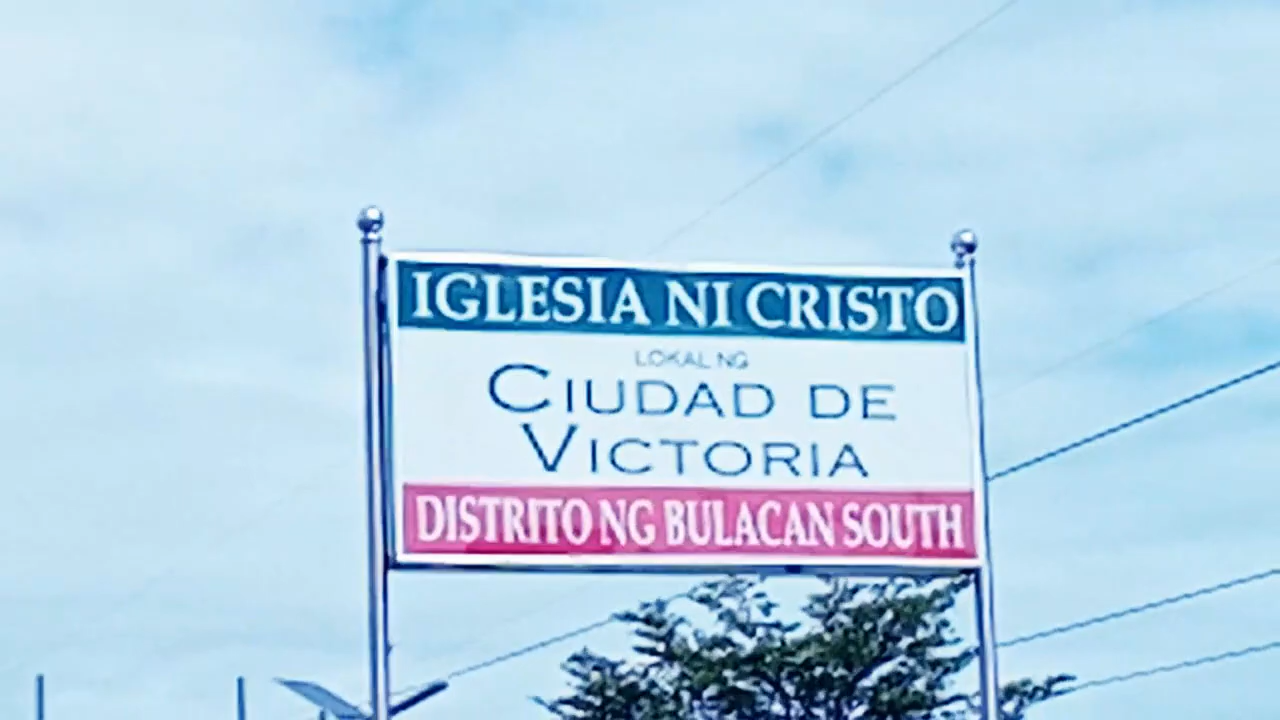 IGLESIA NI CRISTO
LOKAL NG
CIUDAD DE
VICTORIA
DISTRITO NG BULACAN SOUTH